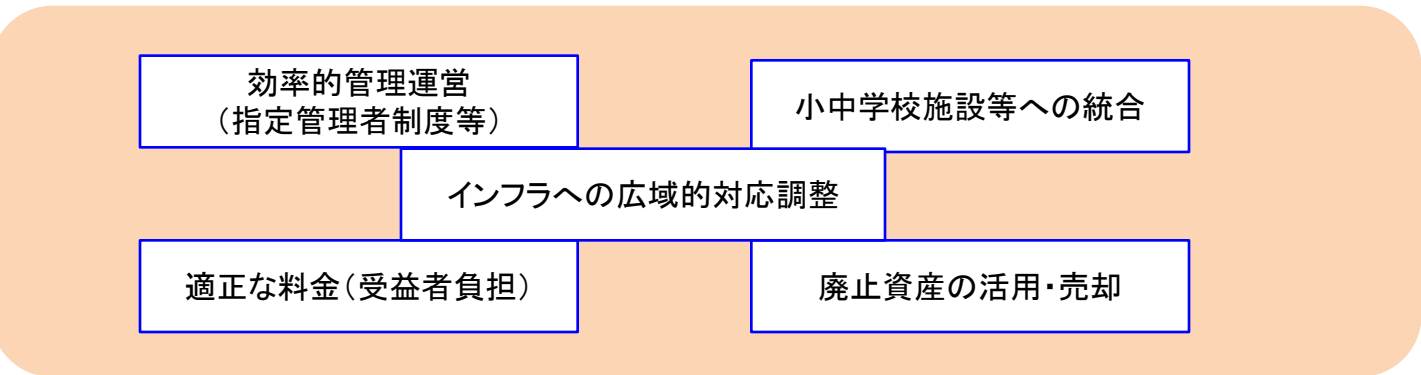 効率的管理運営
（指定管理者制度等）
小中学校施設等への統合
インフラへの広域的対応調整
適正な料金（受益者負担）
廃止資産の活用・売却